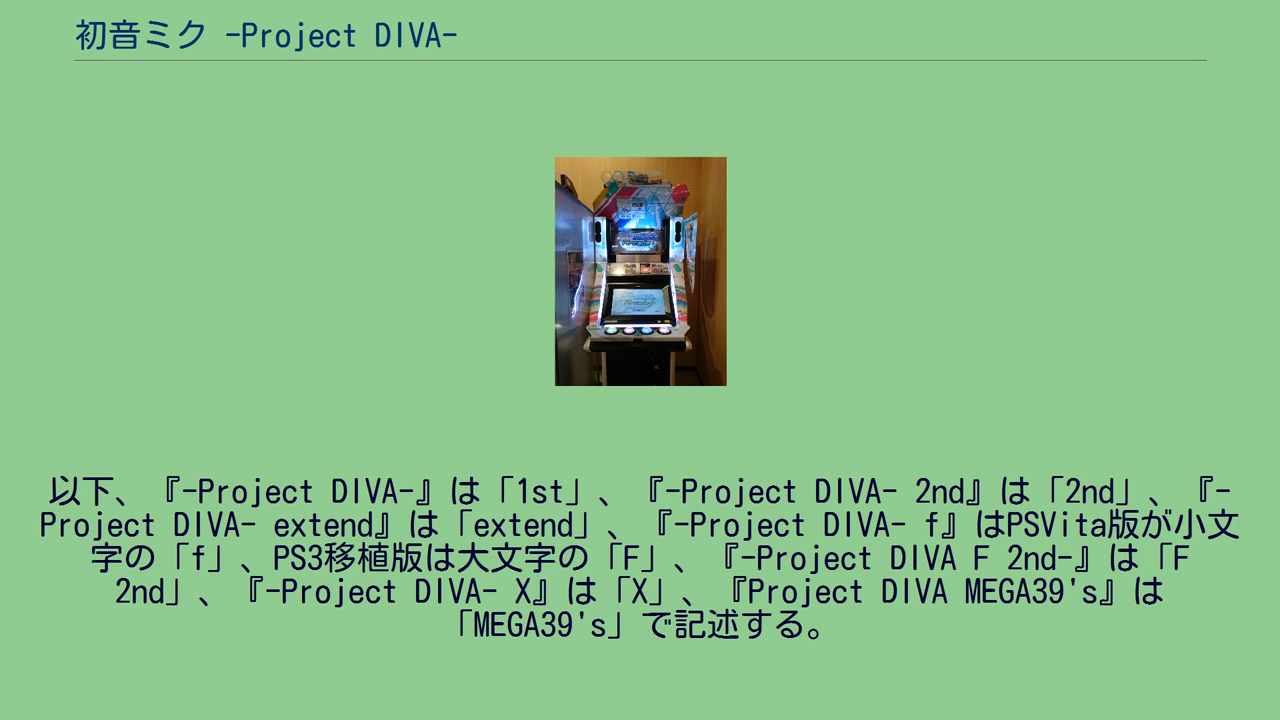 初音ミク -Project DIVA-
以下、『-Project DIVA-』は「1st」、『-Project DIVA- 2nd』は「2nd」、『-
Project DIVA- extend』は「extend」、『-Project DIVA- f』はPSVita版が小文
字の「f」、PS3移植版は大文字の「F」、『-Project DIVA F 2nd-』は「F
2nd」、『-Project DIVA- X』は「X」、『Project DIVA MEGA39's』は
「MEGA39's」で記述する。